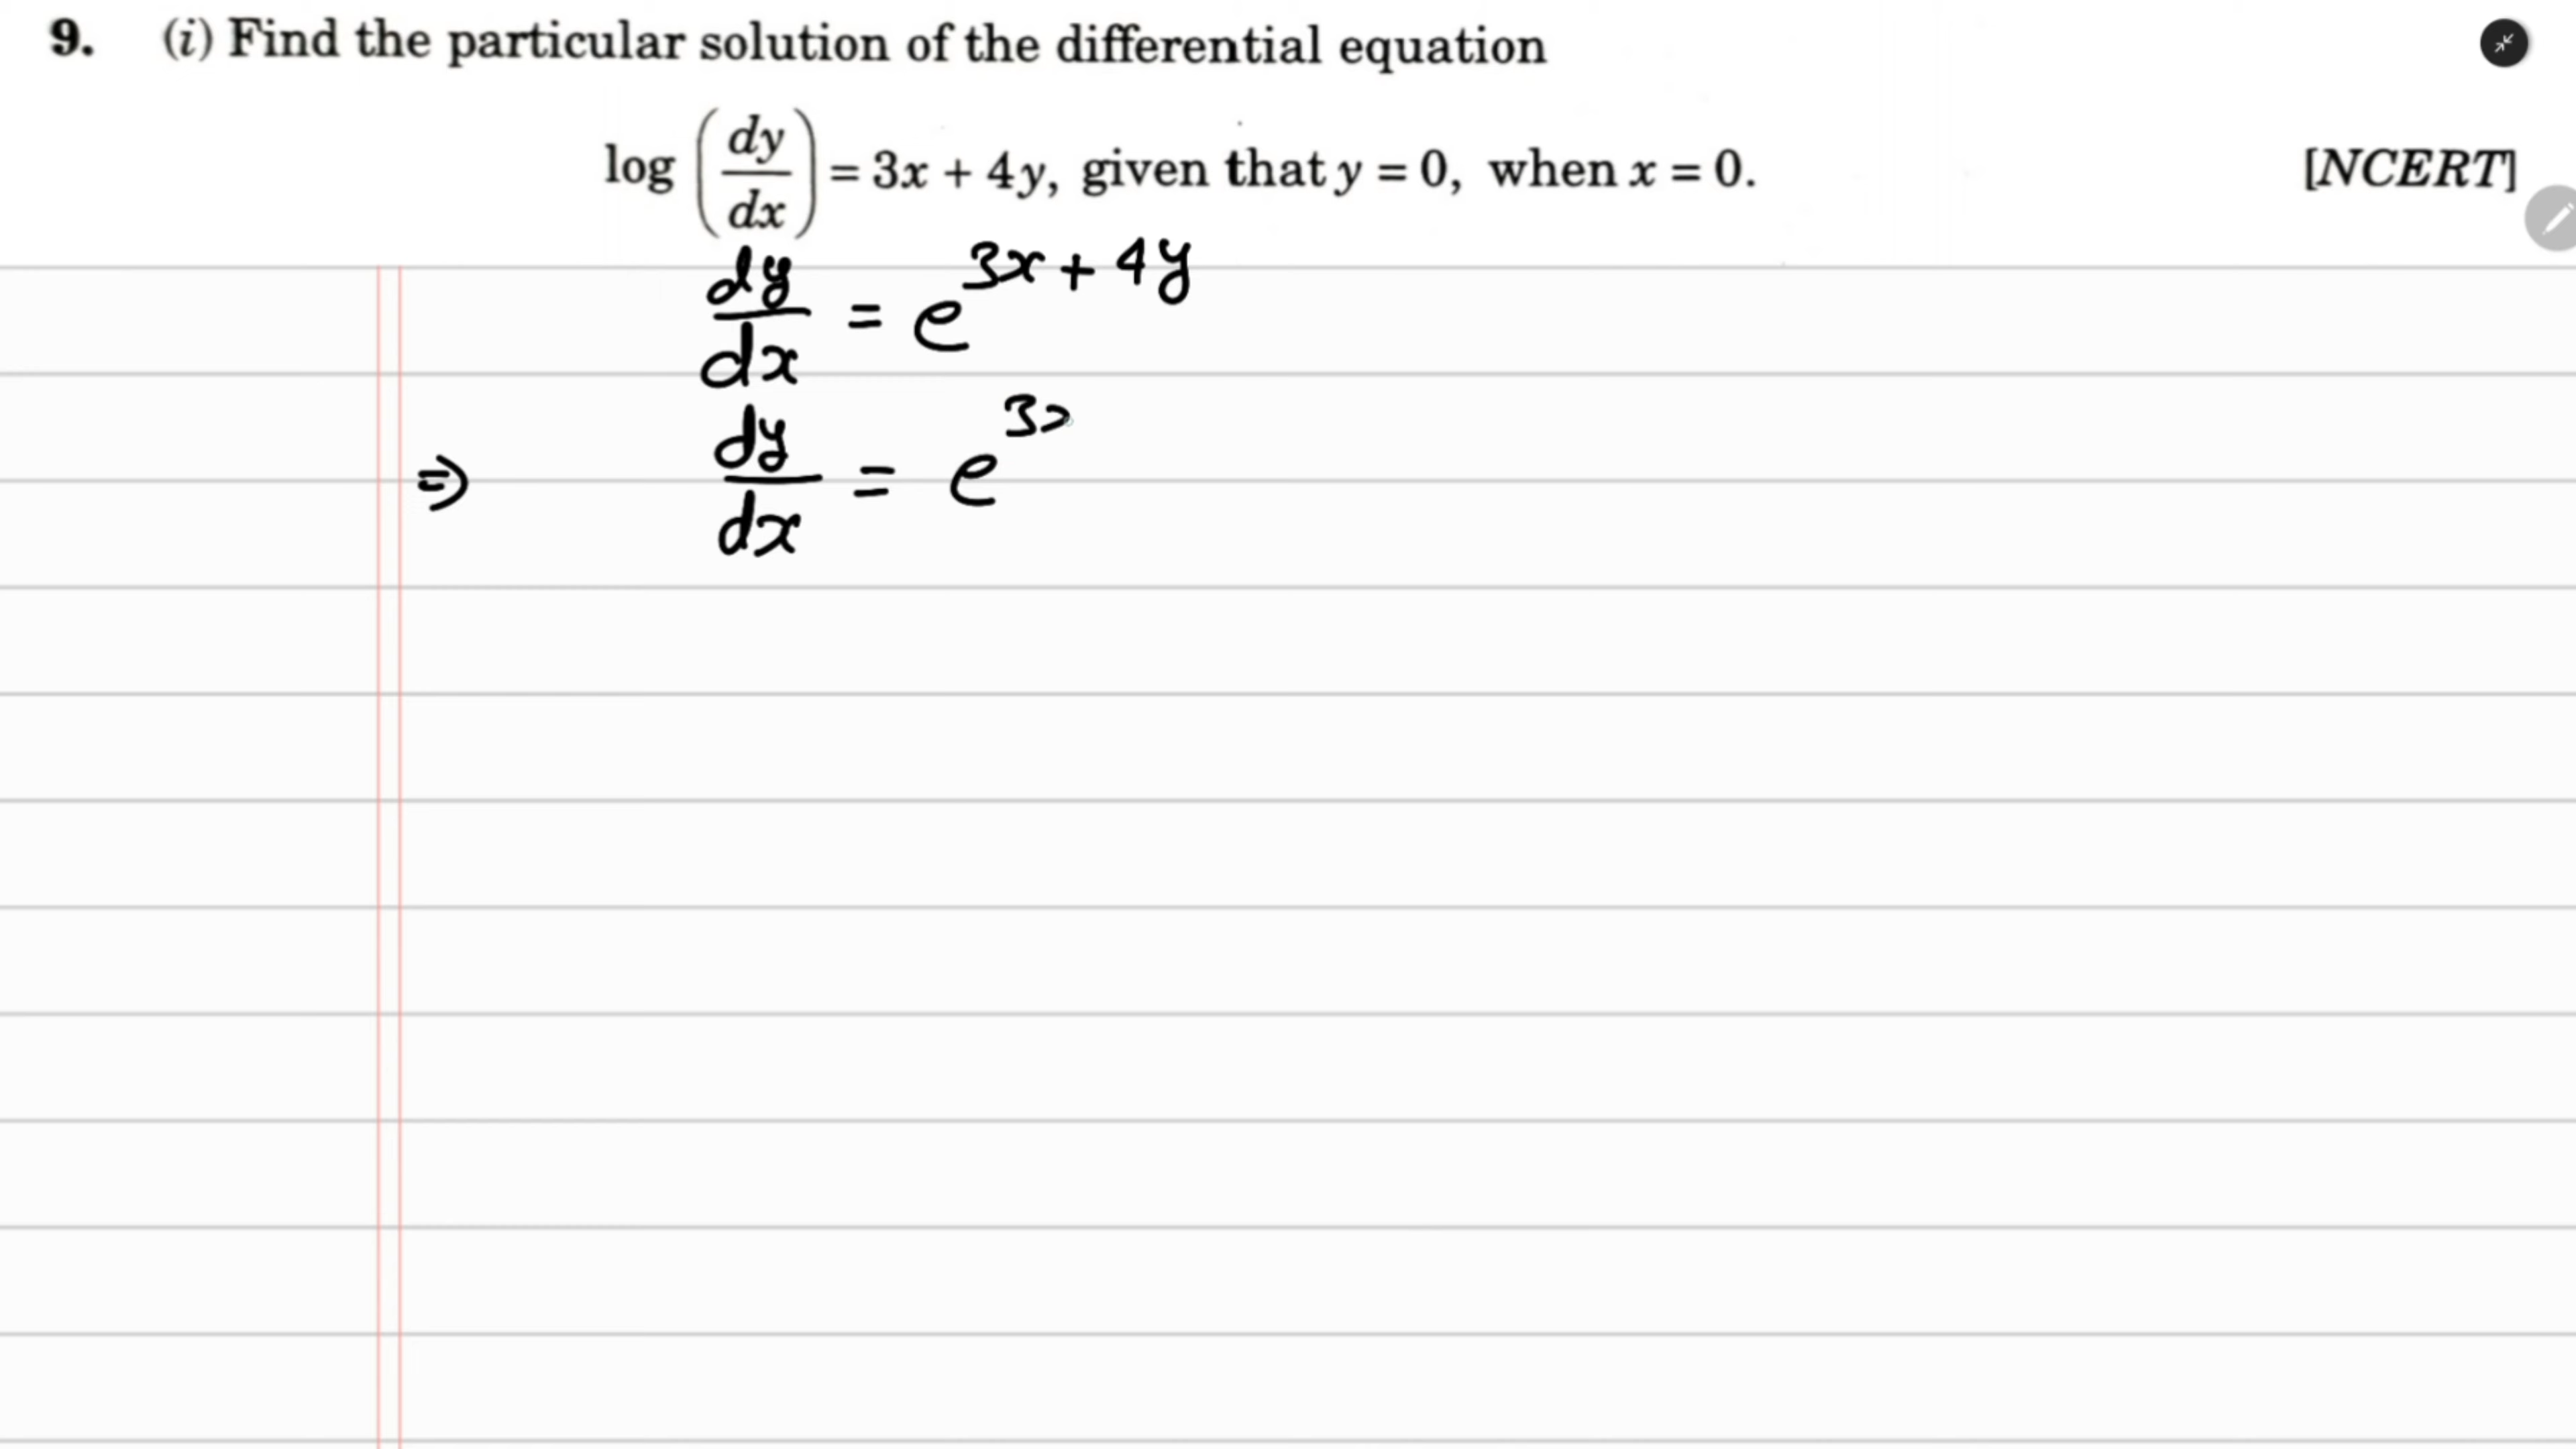 9. (i) Find the particular solution of the differential equation
log (dy/dx) = 3x + 4y, given that y = 0, when x = 0. [NCERT]
dy/dx = e^{3x + 4y}
⇒ dy/dx = e^3